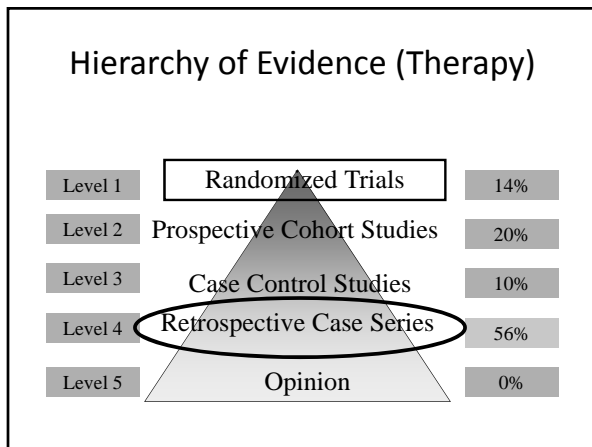 Hierarchy of Evidence (Therapy)
Level 1 Randomized Trials 14%
Level 2 Prospective Cohort Studies 20%
Level 3 Case Control Studies 10%
Level 4 Retrospective Case Series 56%
Level 5 Opinion 0%